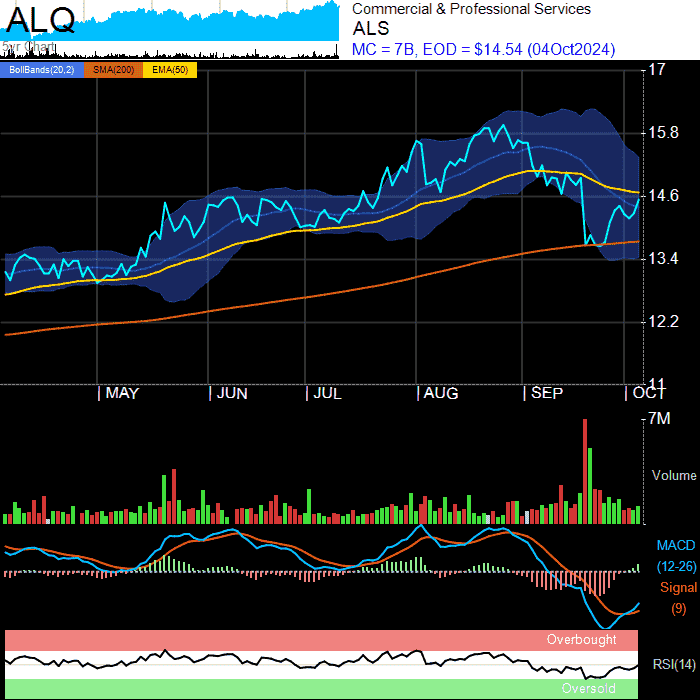 ALQ
5yr Chart
Commercial & Professional Services
ALS
MC = 7B, EOD = $14.54 (04Oct2024)
BollBands(20,2) SMA(200) EMA(50)
17
15.8
14.6
13.4
12.2
11
MAY JUN JUL AUG SEP OCT
7M
Volume
MACD
(12-26)
Signal
(9)
Overbought
RSI(14)
Oversold